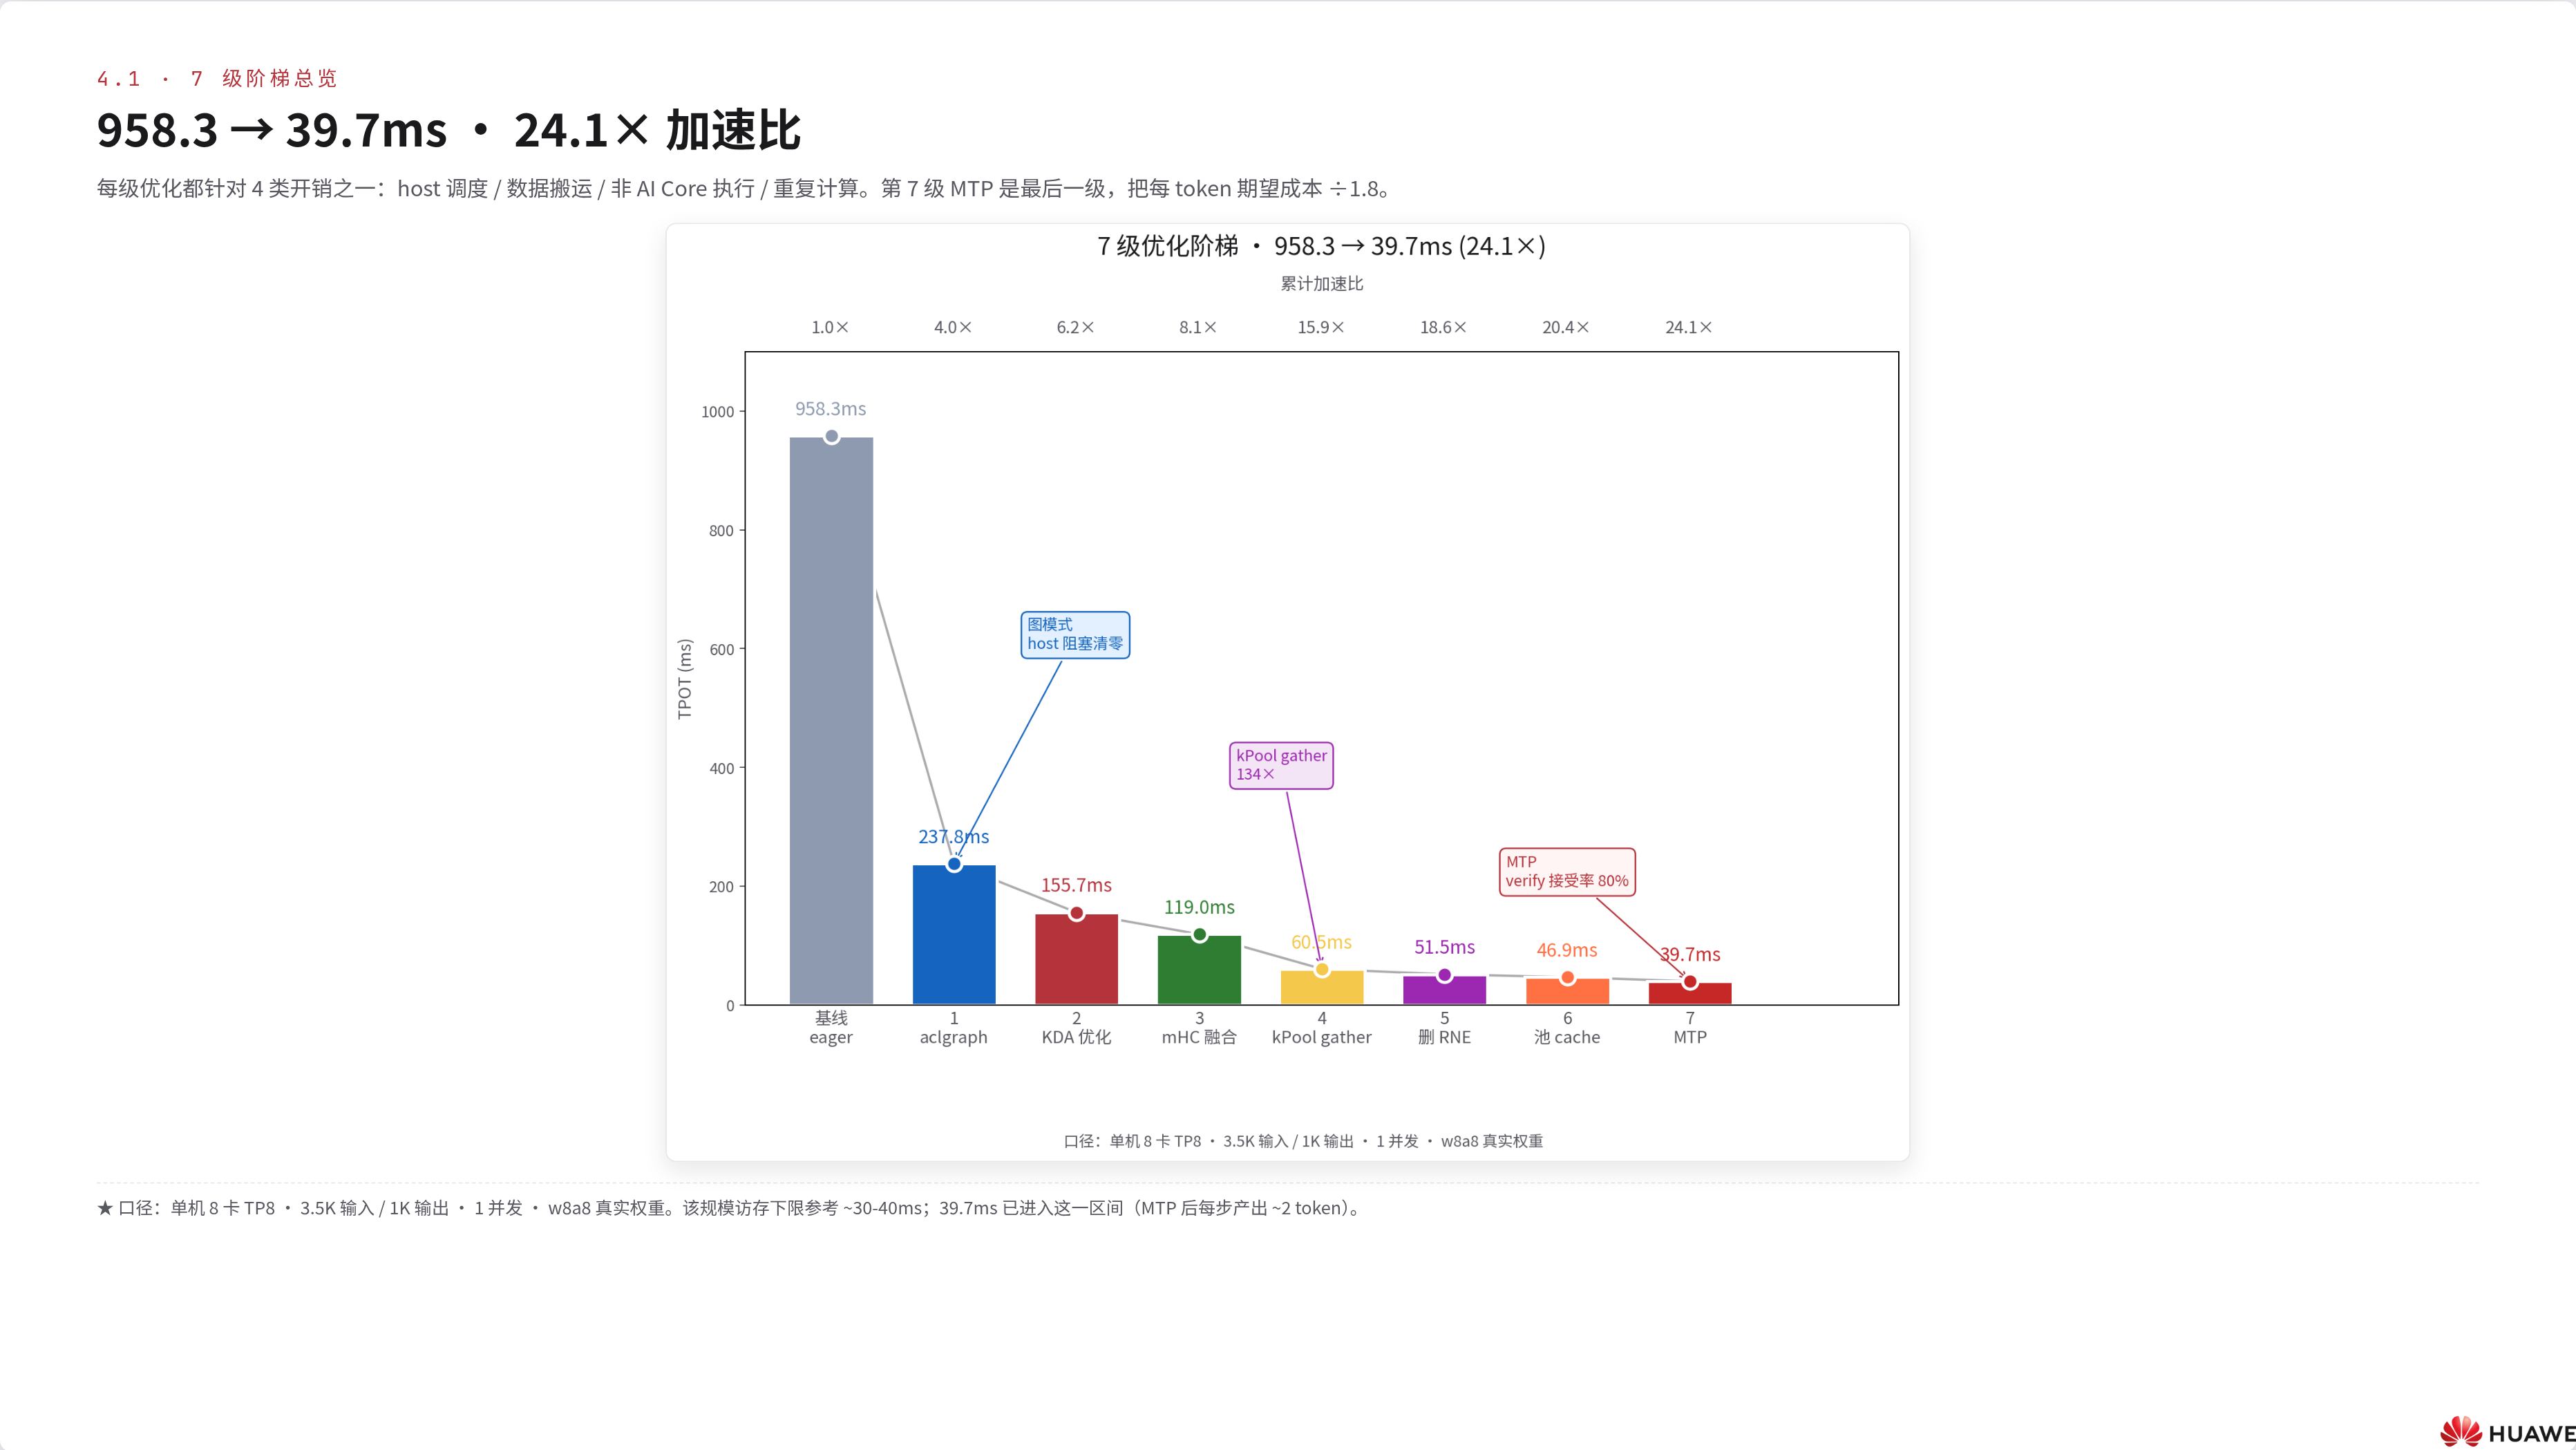 4.1 · 7 级阶梯总览
958.3 → 39.7ms · 24.1× 加速比
每级优化都针对 4 类开销之一：host 调度 / 数据搬运 / 非 AI Core 执行 / 重复计算。第 7 级 MTP 是最后一级，把每 token 期望成本 ÷1.8。
7 级优化阶梯 · 958.3 → 39.7ms (24.1×)
累计加速比
1.0× 4.0× 6.2× 8.1× 15.9× 18.6× 20.4× 24.1×
TPOT (ms)
1000
800
600
400
200
0
958.3ms
237.8ms
155.7ms
119.0ms
60.5ms
51.5ms
46.9ms
39.7ms
图模式
host 阻塞清零
kPool gather
134×
MTP
verify 接受率 80%
基线
eager
1
aclgraph
2
KDA 优化
3
mHC 融合
4
kPool gather
5
删 RNE
6
池 cache
7
MTP
口径：单机 8 卡 TP8 · 3.5K 输入 / 1K 输出 · 1 并发 · w8a8 真实权重
★ 口径：单机 8 卡 TP8 · 3.5K 输入 / 1K 输出 · 1 并发 · w8a8 真实权重。该规模访存下限参考 ~30-40ms；39.7ms 已进入这一区间（MTP 后每步产出 ~2 token）。
HUAWE